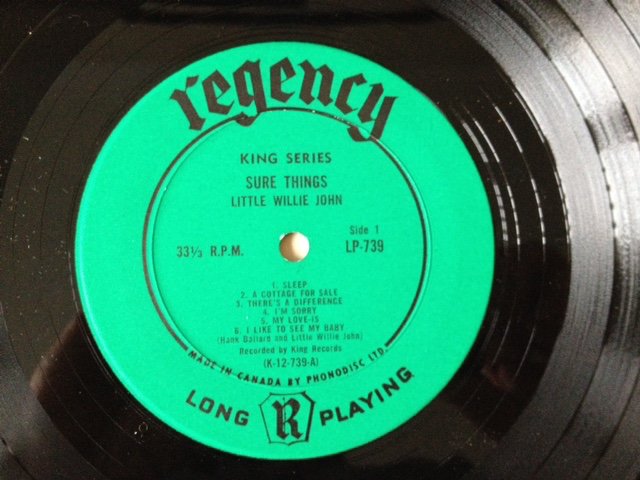 regency
KING SERIES
SURE THINGS
LITTLE WILLIE JOHN
33⅓ R.P.M.
Side 1
LP-739
1. SLEEP
2. A COTTAGE FOR SALE
3. THERE'S A DIFFERENCE
4. I'M SORRY
5. MY LOVE-IS
6. I LIKE TO SEE MY BABY
(Hank Ballard and Little Willie John)
Recorded by King Records
(K-12-739-A)
MADE IN CANADA BY PHONODISC LTD.
LONG R PLAYING